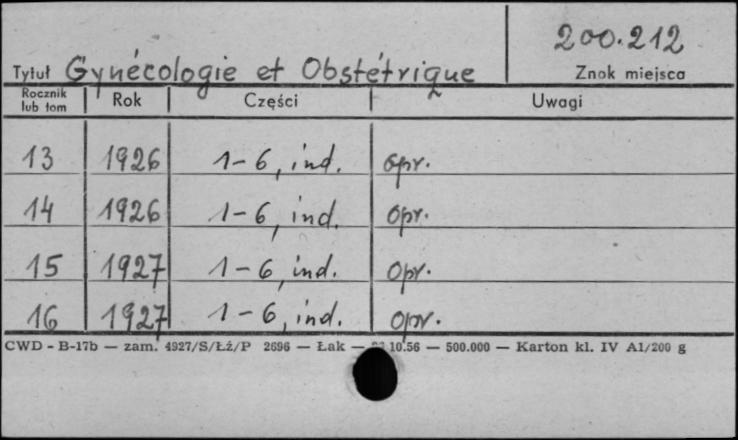 200.212
Tytuł Gynécologie et Obstétrique Znok miejsca
Rocznik lub tom Rok Części Uwagi
13 1926 1-6, ind. opr.
14 1926 1-6, ind. opr.
15 1927 1-6, ind. opr.
16 1927 1-6, ind. opr.
CWD - B-17b — zam. 4927/S/Łź/P 2696 — Łak — 10.56 — 500.000 — Karton kl. IV A1/200 g